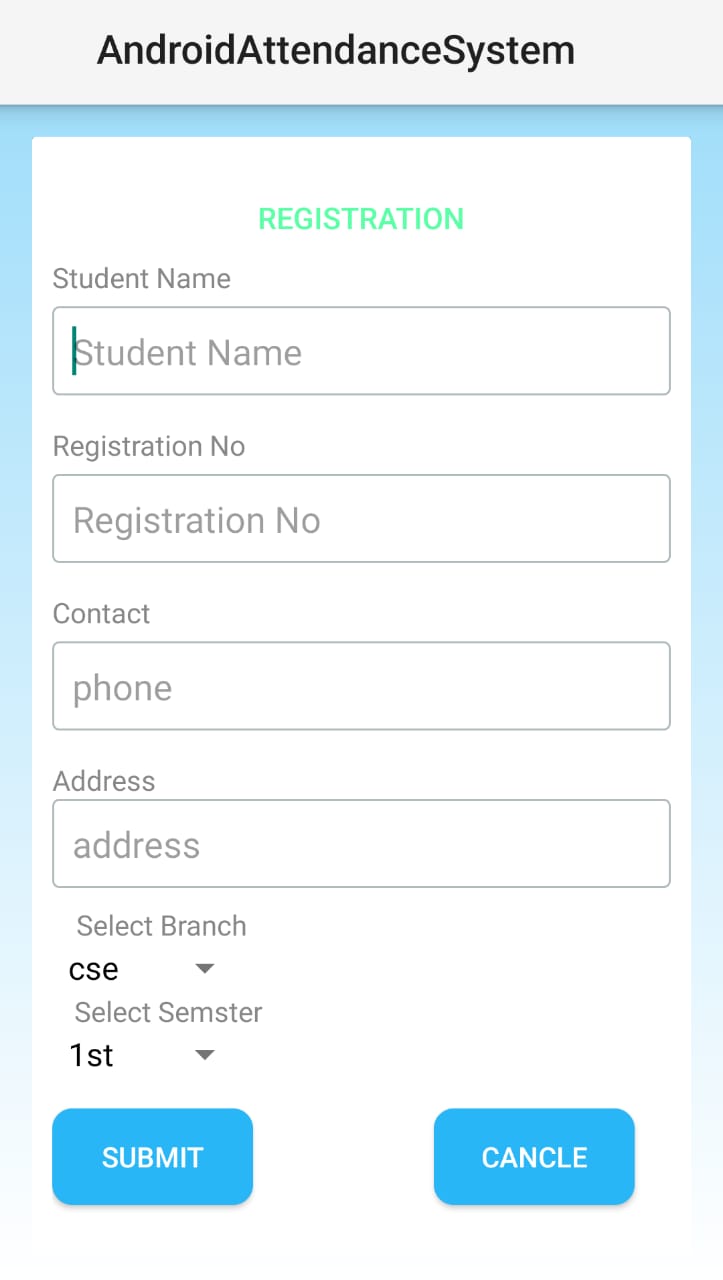 AndroidAttendanceSystem
REGISTRATION
Student Name
Student Name
Registration No
Registration No
Contact
phone
Address
address
Select Branch
cse
Select Semster
1st
SUBMIT
CANCLE